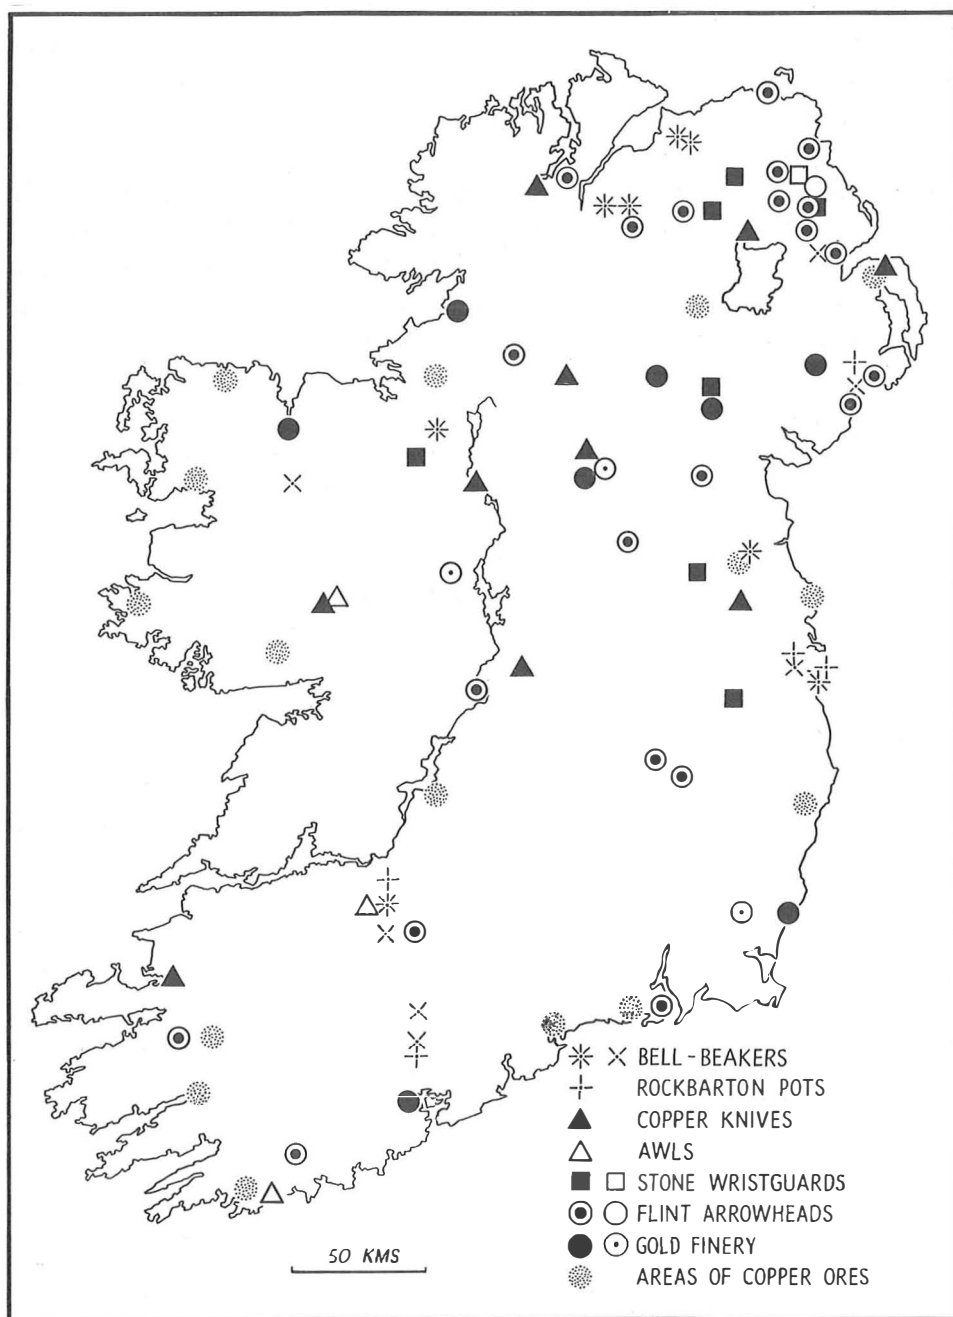 BELL-BEAKERS
ROCKBARTON POTS
COPPER KNIVES
AWLS
STONE WRISTGUARDS
FLINT ARROWHEADS
GOLD FINERY
50 KMS
AREAS OF COPPER ORES